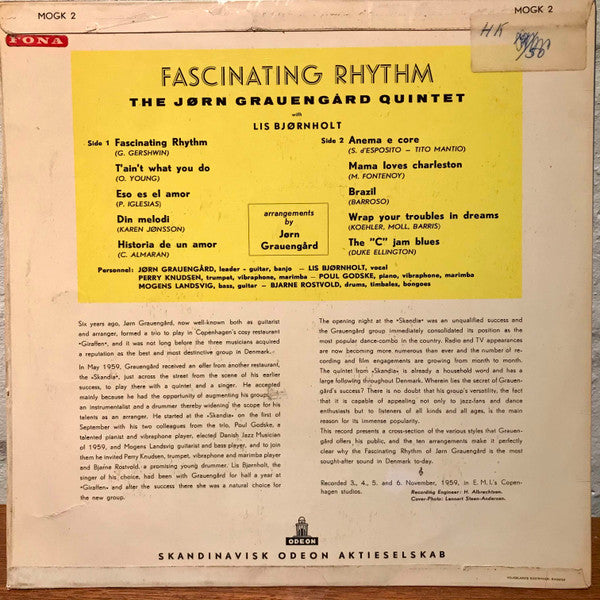 MOGK 2
MOGK 2
FONA
HK
/50
FASCINATING RHYTHM
THE JØRN GRAUENGÅRD QUINTET
with
LIS BJØRNHOLT
Side 1 Fascinating Rhythm
(G. GERSHWIN)
T'ain't what you do
(O. YOUNG)
Eso es el amor
(P. IGLESIAS)
Din melodi
(KAREN JØNSSON)
Historia de un amor
(C. ALMARAN)
arrangements
by
Jørn
Grauengård
Side 2 Anema e core
(S. d'ESPOSITO - TITO MANTIO)
Mama loves charleston
(M. FONTENOY)
Brazil
(BARROSO)
Wrap your troubles in dreams
(KOEHLER, MOLL, BARRIS)
The "C" jam blues
(DUKE ELLINGTON)
Personnel: JØRN GRAUENGÅRD, leader - guitar, banjo — LIS BJØRNHOLT, vocal
PERRY KNUDSEN, trumpet, vibraphone, marimba — POUL GODSKE, piano, vibraphone, marimba
MOGENS LANDSVIG, bass, guitar — BJARNE ROSTVOLD, drums, timbales, bongoes
Six years ago, Jørn Grauengård, now well-known both as guitarist
and arranger, formed a trio to play in Copenhagen's cosy restaurant
»Giraffen«, and it was not long before the three musicians acquired
a reputation as the best and most distinctive group in Denmark.
In May 1959, Grauengård received an offer from another restaurant,
the »Skandia«, just across the street from the scene of his earlier
success, to play there with a quintet and a singer. He accepted
mainly because he had the opportunity of augmenting his group
an instrumentalist and a drummer thereby widening the scope for his
talents as an arranger. He started at the »Skandia« on the first of
September with his two colleagues from the trio, Poul Godske, a
talented pianist and vibraphone player, elected Danish Jazz Musician
of 1959, and Mogens Landsvig guitarist and bass player, and to join
them he invited Perry Knudsen, trumpet, vibraphone and marimba player
and Bjarne Rostvold, a promising young drummer. Lis Bjørnholt, the
singer of his choice, had been with Grauengård for half a year at
»Giraffen« and after the success there she was a natural choice for
the new group.
The opening night at the »Skandia« was an unqualified success and
the Grauengård group immediately consolidated its position as the
most popular dance-combo in the country. Radio and TV appearances
are now becoming more numerous than ever and the number of re-
cording and film engagements are growing from month to month.
The quintet from »Skandia« is already a household word and has a
large following throughout Denmark. Wherein lies the secret of Grauen-
gård's success? There is no doubt that his group's versatility, the fact
that it is capable of appealing not only to jazz-fans and dance
enthusiasts but to listeners of all kinds and all ages, is the main
reason for its immense popularity.
This record presents a cross-section of the various styles that Grauen-
gård offers his public, and the ten arrangements make it perfectly
clear why the Fascinating Rhythm of Jørn Grauengård is the most
sought-after sound in Denmark to-day.
Recorded 3., 4., 5. and 6. November, 1959, in E.M.I.'s Copen-
hagen studios.
Recording Engineer: H. Albrechtsen.
Cover-Photo: Lennart Steen-Andersen.
ODEON
SKANDINAVISK ODEON AKTIESELSKAB